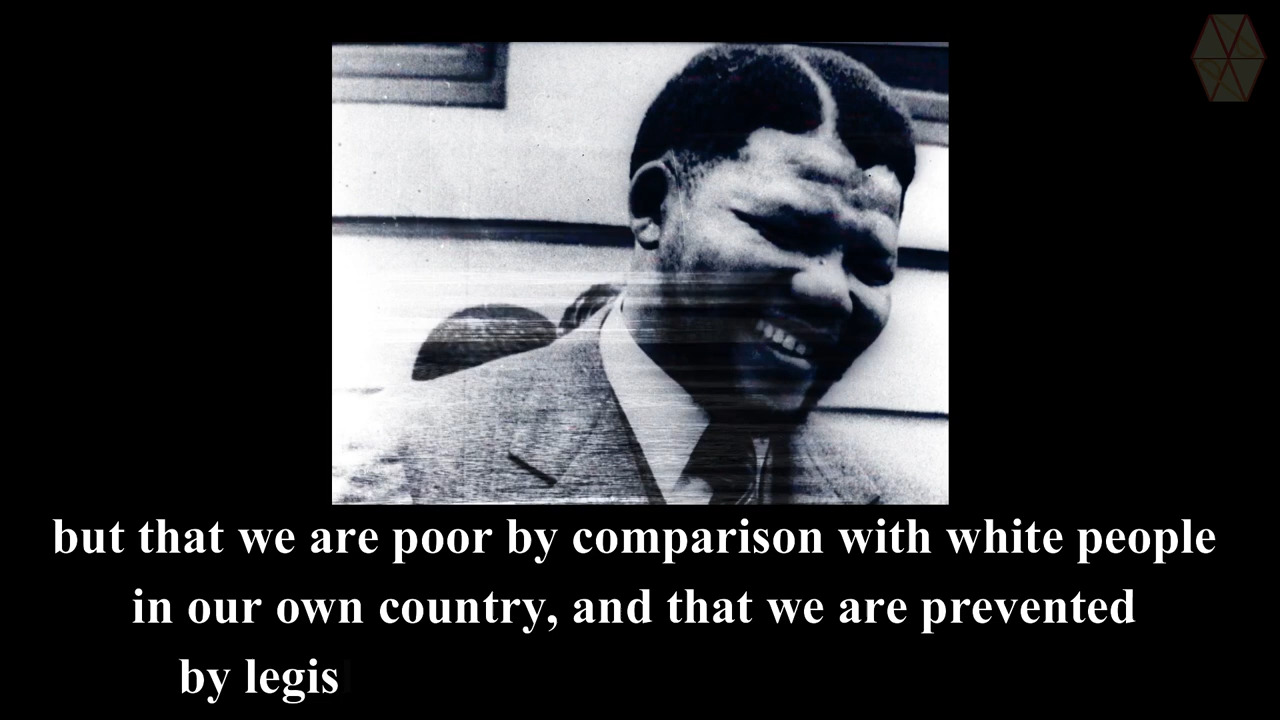 but that we are poor by comparison with white people
in our own country, and that we are prevented
by legis